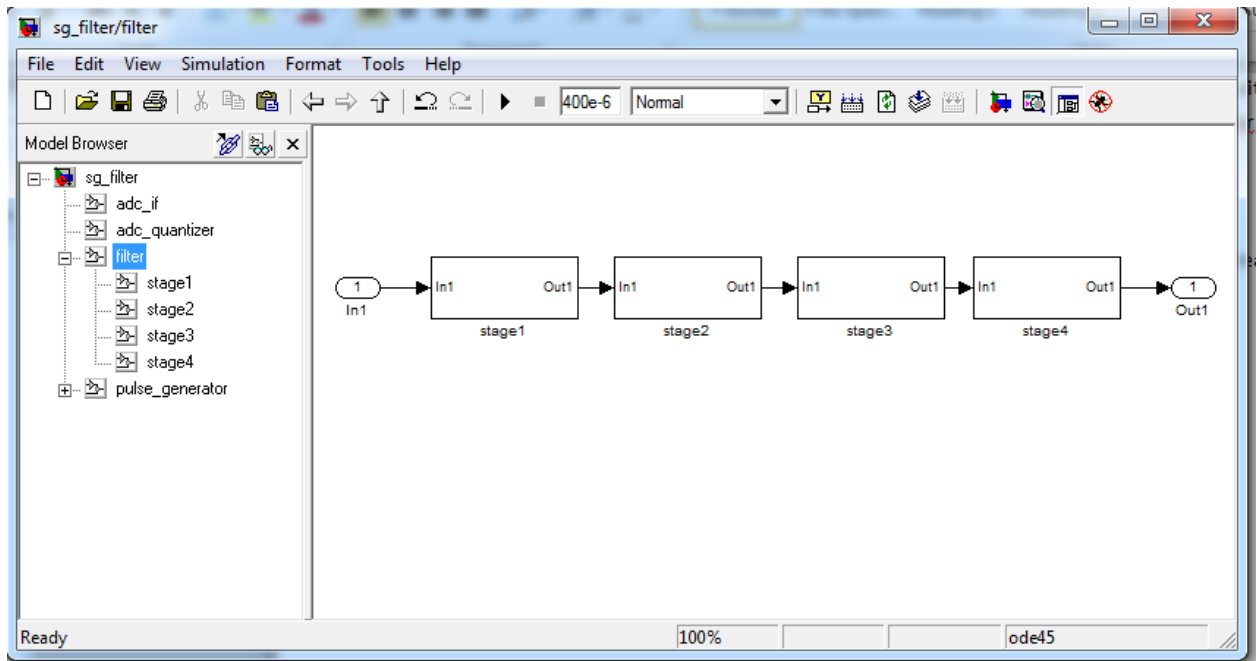 sg_filter/filter
File Edit View Simulation Format Tools Help
400e-6 Normal
Model Browser
sg_filter
adc_if
adc_quantizer
filter
stage1
stage2
stage3
stage4
pulse_generator
1
In1
In1 Out1
stage1
In1 Out1
stage2
In1 Out1
stage3
In1 Out1
stage4
1
Out1
Ready 100% ode45